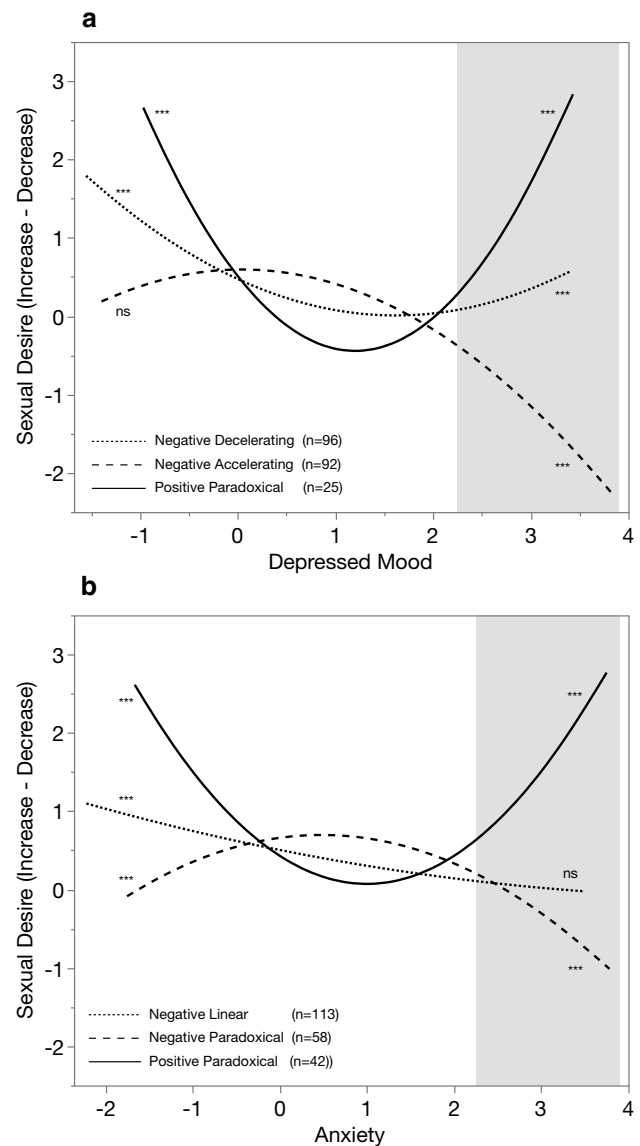 a
Sexual Desire (Increase - Decrease)
3
2
1
0
-1
-2
***
***
***
ns
***
***
Negative Decelerating (n=96)
Negative Accelerating (n=92)
Positive Paradoxical (n=25)
-1 0 1 2 3 4
Depressed Mood
b
Sexual Desire (Increase - Decrease)
3
2
1
0
-1
-2
***
***
***
***
ns
***
Negative Linear (n=113)
Negative Paradoxical (n=58)
Positive Paradoxical (n=42))
-2 -1 0 1 2 3 4
Anxiety